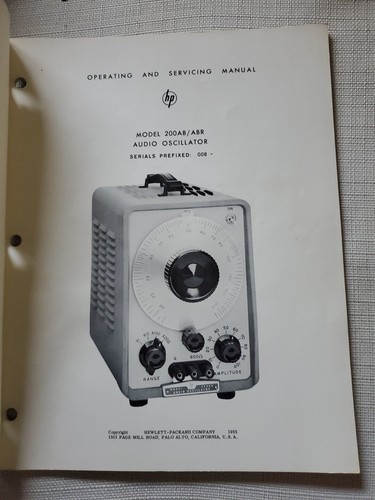 OPERATING AND SERVICING MANUAL
hp
MODEL 200AB/ABR
AUDIO OSCILLATOR
SERIALS PREFIXED: 008 -
600Ω
RANGE
AMPLITUDE
Copyright HEWLETT-PACKARD COMPANY 1955
1501 PAGE MILL ROAD, PALO ALTO, CALIFORNIA, U. S. A.